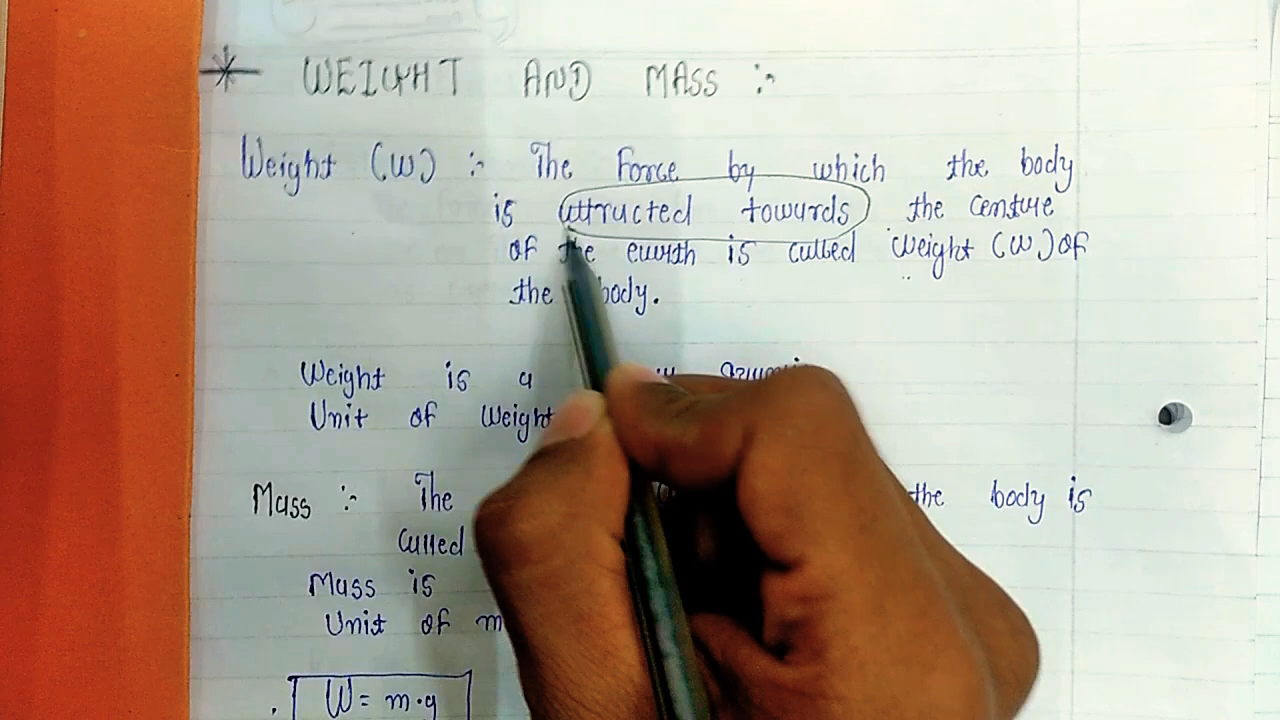 * WEIGHT AND MASS :-
Weight (W) :- The Force by which the body
is attracted towards the centre
of the earth is called weight (W) of
the body.
Weight is a
Unit of weight
Mass :- The the body is
called
Mass is
Unit of m
W = m.g